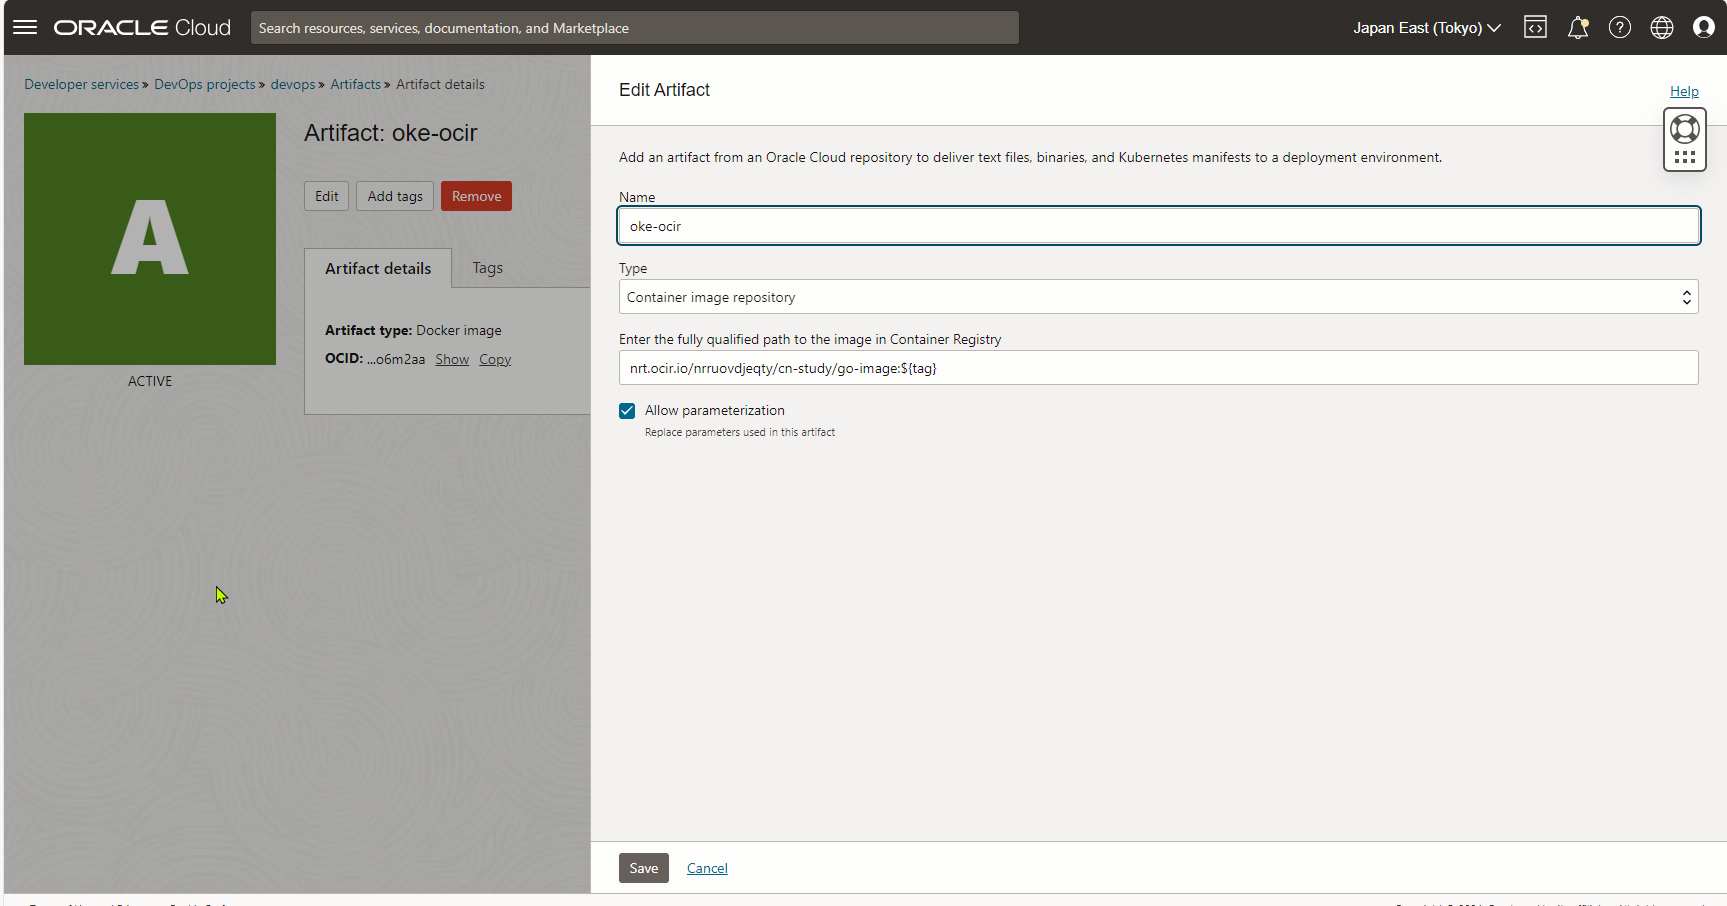 ORACLE Cloud
Search resources, services, documentation, and Marketplace
Japan East (Tokyo)
Developer services » DevOps projects » devops » Artifacts » Artifact details
A
ACTIVE
Artifact: oke-ocir
Edit
Add tags
Remove
Artifact details
Tags
Artifact type: Docker image
OCID: ...o6m2aa Show Copy
Edit Artifact
Help
Add an artifact from an Oracle Cloud repository to deliver text files, binaries, and Kubernetes manifests to a deployment environment.
Name
oke-ocir
Type
Container image repository
Enter the fully qualified path to the image in Container Registry
nrt.ocir.io/nrruovdjeqty/cn-study/go-image:${tag}
Allow parameterization
Replace parameters used in this artifact
Save
Cancel